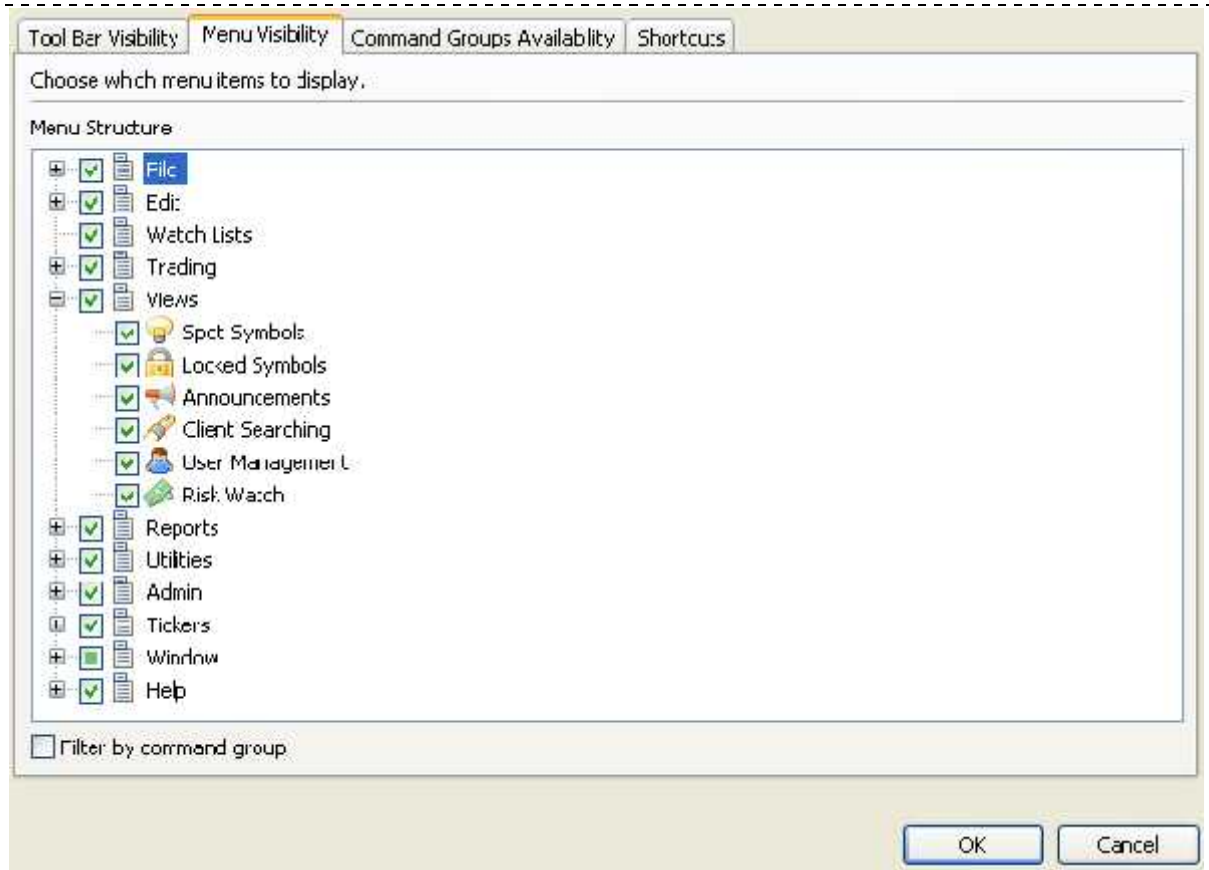 Tool Bar Visibility Menu Visibility Command Groups Availablity Shortcuts
Choose which menu items to display.
Menu Structure
File
Edit
Watch Lists
Trading
Views
Spot Symbols
Locked Symbols
Announcements
Client Searching
User Management
Risk Watch
Reports
Utilities
Admin
Tickers
Window
Help
Filter by command group
OK Cancel